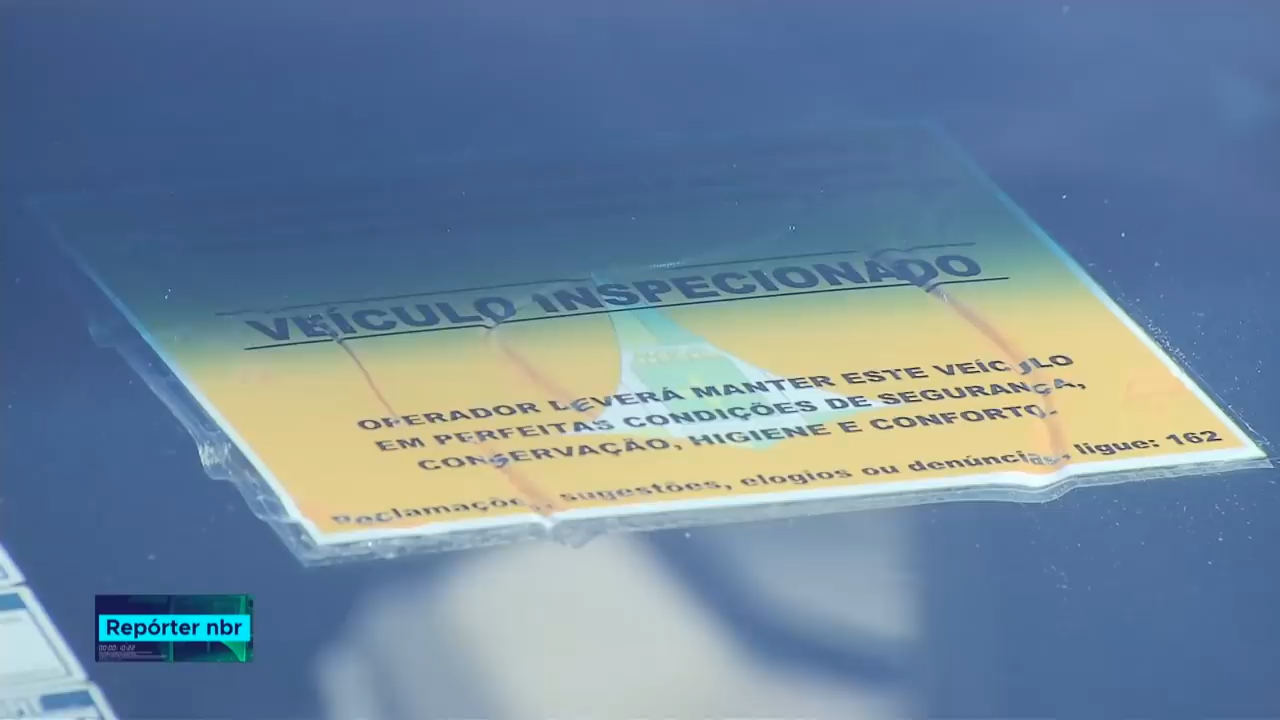 VEÍCULO INSPECIONADO
OPERADOR DEVERÁ MANTER ESTE VEÍCULO
EM PERFEITAS CONDIÇÕES DE SEGURANÇA,
CONSERVAÇÃO, HIGIENE E CONFORTO.
Reclamações, sugestões, elogios ou denúncias, ligue: 162
Repórter nbr